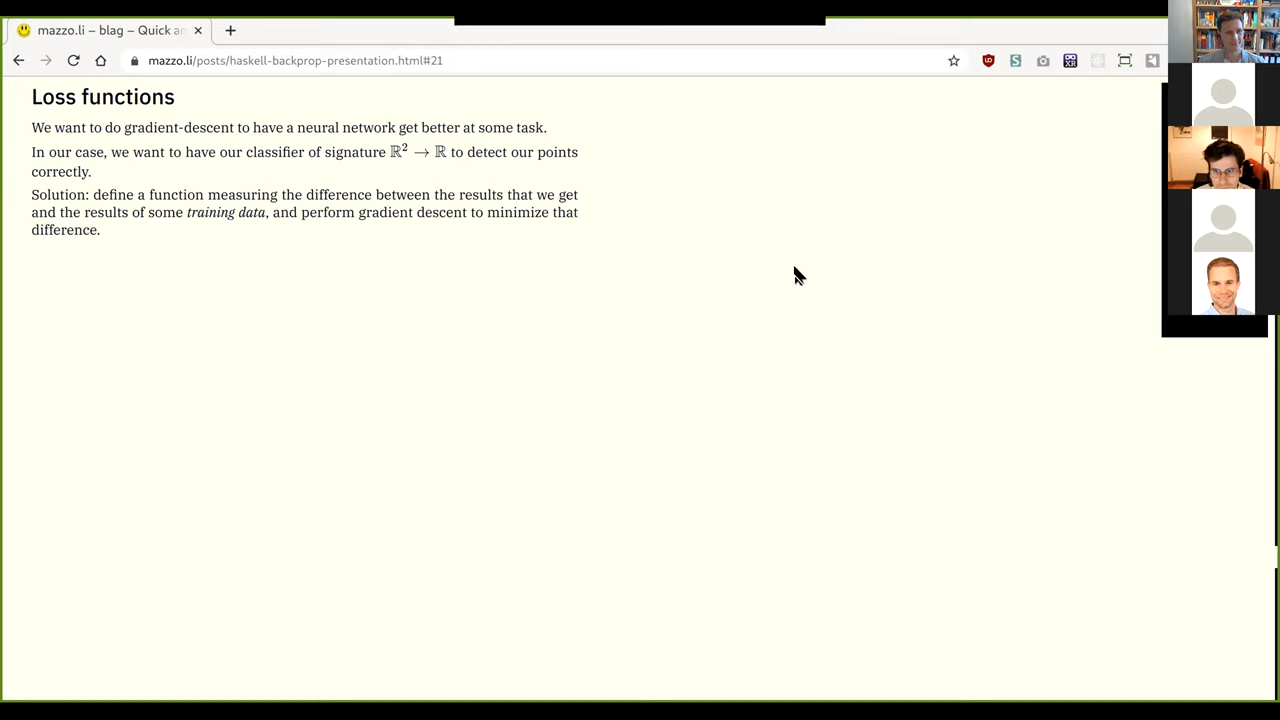 mazzo.li – blag – Quick an
mazzo.li/posts/haskell-backprop-presentation.html#21
Loss functions
We want to do gradient-descent to have a neural network get better at some task.
In our case, we want to have our classifier of signature ℝ² → ℝ to detect our points
correctly.
Solution: define a function measuring the difference between the results that we get
and the results of some training data, and perform gradient descent to minimize that
difference.